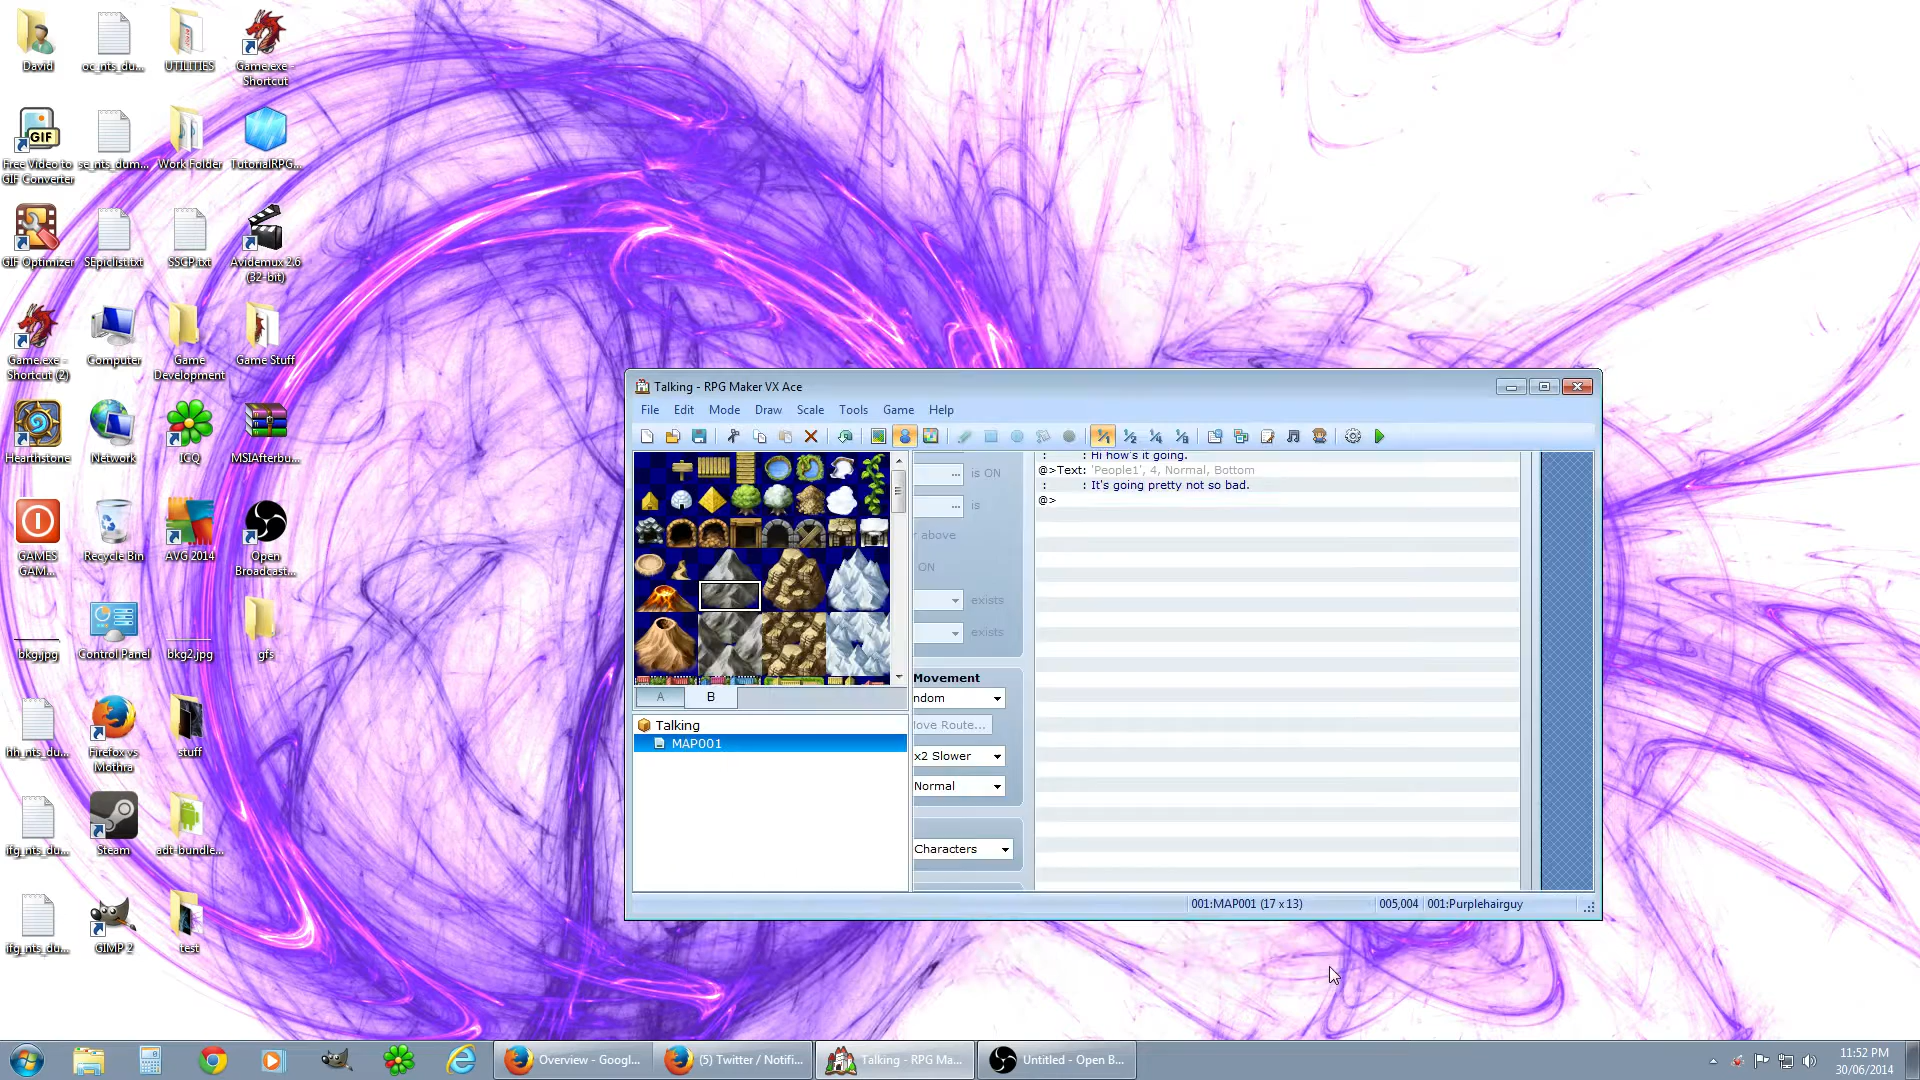 David
oc_nts_du...
UTILITIES
Game.exe - Shortcut
Free Video to GIF Converter
se_nts_dum...
Work Folder
TutorialRPG...
GIF Optimizer
SEpiclist.txt
SSCP.txt
Avidemux 2.6 (32-bit)
Game.exe - Shortcut (2)
Computer
Game Development
Game Stuff
Hearthstone
Network
ICQ
MSIAfterbu...
GAMES GAM...
Recycle Bin
AVG 2014
Open Broadcast...
bkg.jpg
Control Panel
bkg2.jpg
gfs
hh_nts_du...
Firefox vs Mothra
stuff
ifg_nts_du...
Steam
adt-bundle...
ifg_nts_du...
GIMP 2
test
GIF
Talking - RPG Maker VX Ace
File Edit Mode Draw Scale Tools Game Help
: : Hi how's it going.
@>Text: 'People1', 4, Normal, Bottom
: : It's going pretty not so bad.
@>
... is ON
... is
r above
ON
exists
exists
Movement
ndom
love Route...
x2 Slower
Normal
Characters
A B
Talking
MAP001
001:MAP001 (17 x 13) 005,004 001:Purplehairguy
Overview - Googl...
(5) Twitter / Notifi...
Talking - RPG Ma...
Untitled - Open B...
11:52 PM
30/06/2014